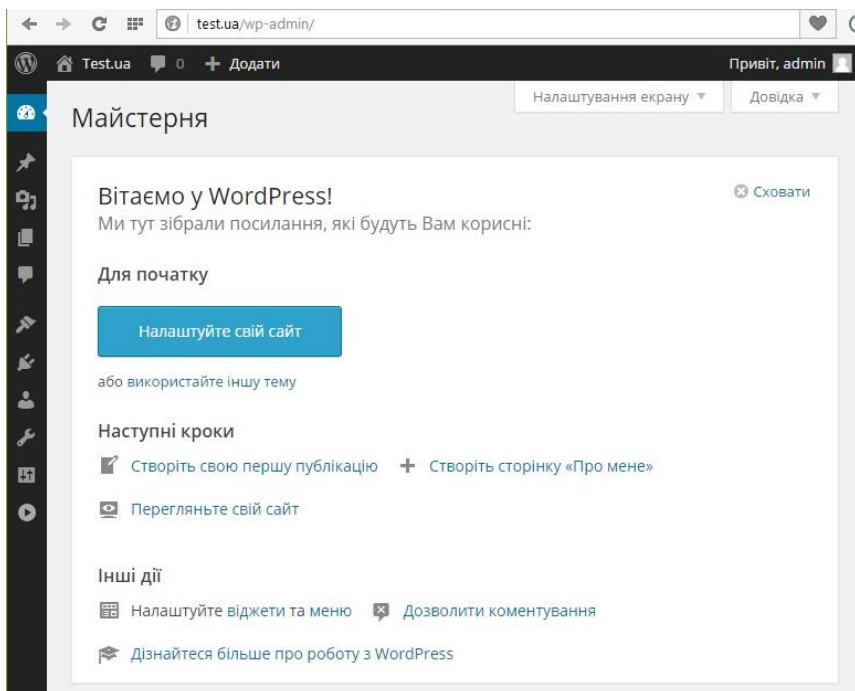 test.ua/wp-admin/
Test.ua 0 + Додати Привіт, admin
Налаштування екрану Довідка
Майстерня
Вітаємо у WordPress! Сховати
Ми тут зібрали посилання, які будуть Вам корисні:
Для початку
Налаштуйте свій сайт
або використайте іншу тему
Наступні кроки
Створіть свою першу публікацію Створіть сторінку «Про мене»
Перегляньте свій сайт
Інші дії
Налаштуйте віджети та меню Дозволити коментування
Дізнайтеся більше про роботу з WordPress